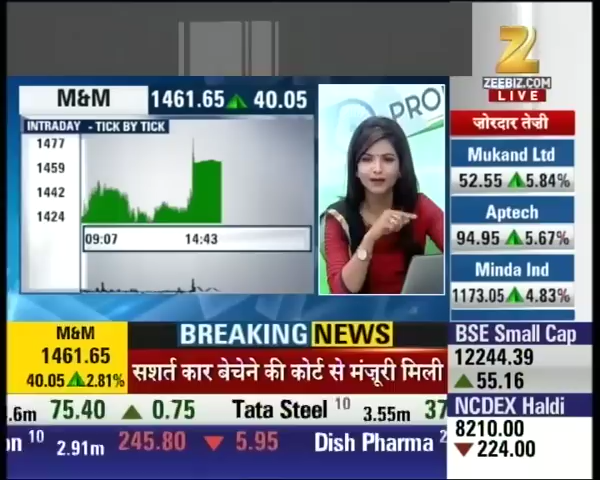 M&M 1461.65 40.05
INTRADAY - TICK BY TICK
1477
1459
1442
1424
09:07 14:43
PRO
Z
ZEEBIZ.COM
LIVE
ज़ोरदार तेज़ी
Mukand Ltd
52.55 5.84%
Aptech
94.95 5.67%
Minda Ind
1173.05 4.83%
M&M
1461.65
40.05 2.81%
BREAKING NEWS
सशर्त कार बेचेने की कोर्ट से मंजूरी मिली
BSE Small Cap
12244.39
55.16
NCDEX Haldi
8210.00
224.00
.6m 75.40 0.75 Tata Steel 10 3.55m 37
on 10 2.91m 245.80 5.95 Dish Pharma 2